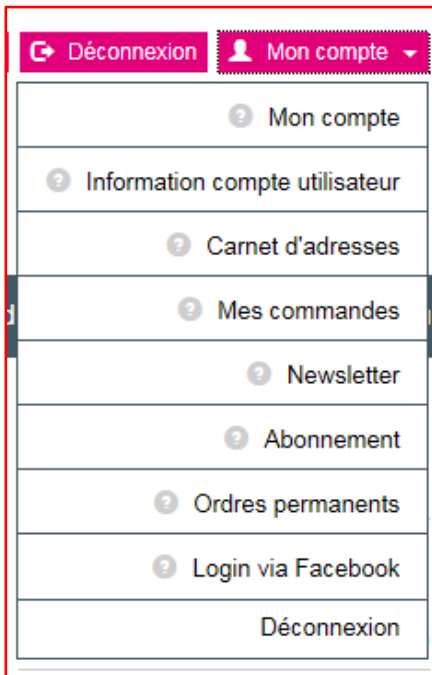 Déconnexion Mon compte
Mon compte
Information compte utilisateur
Carnet d'adresses
Mes commandes
Newsletter
Abonnement
Ordres permanents
Login via Facebook
Déconnexion